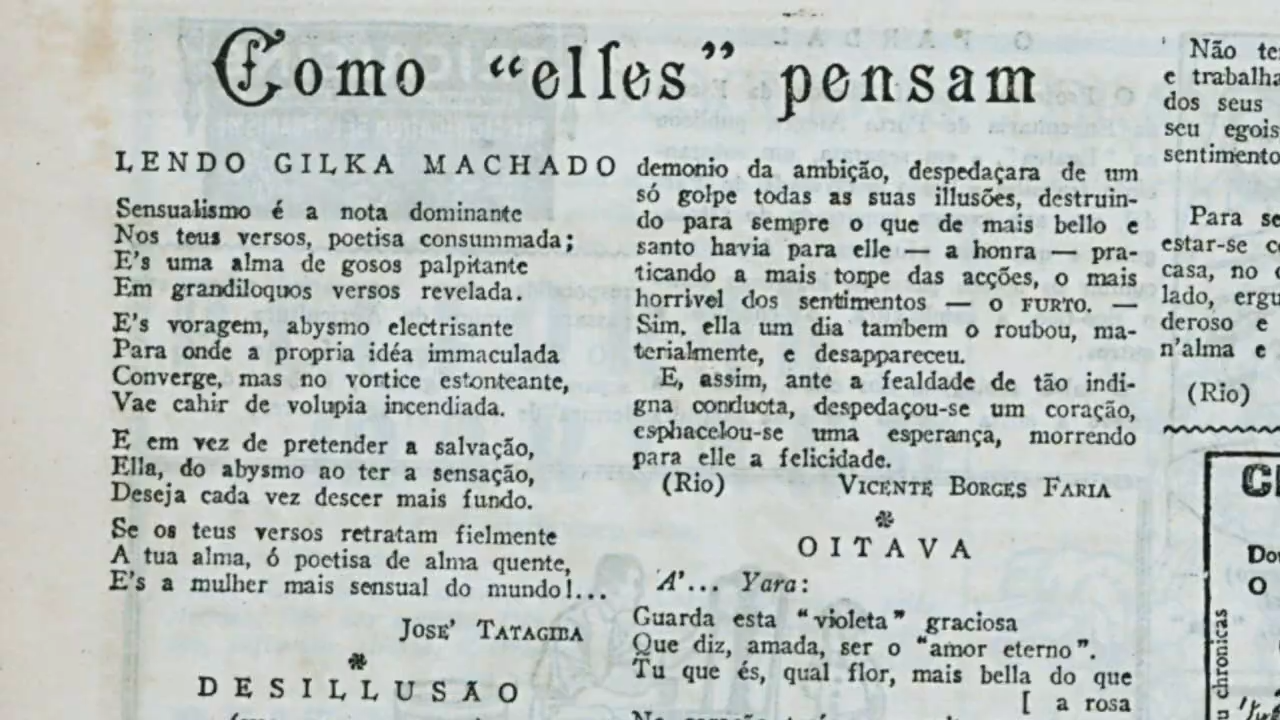 Como “elles” pensam
LENDO GILKA MACHADO
Sensualismo é a nota dominante
Nos teus versos, poetisa consummada;
E's uma alma de gosos palpitante
Em grandiloquos versos revelada.
E's voragem, abysmo electrisante
Para onde a propria idéa immaculada
Converge, mas no vortice estonteante,
Vae cahir de volupia incendiada.
E em vez de pretender a salvação,
Ella, do abysmo ao ter a sensação,
Deseja cada vez descer mais fundo.
Se os teus versos retratam fielmente
A tua alma, ó poetisa de alma quente,
E's a mulher mais sensual do mundo!...
JOSE' TATAGIBA
DESILLUSAO
demonio da ambição, despedaçara de um
só golpe todas as suas illusões, destruin-
do para sempre o que de mais bello e
santo havia para elle — a honra — pra-
ticando a mais torpe das acções, o mais
horrivel dos sentimentos — O FURTO.
Sim, ella um dia tambem o roubou, ma-
terialmente, e desappareceu.
E, assim, ante a fealdade de tão indi-
gna conducta, despedaçou-se um coração,
esphacelou-se uma esperança, morrendo
para elle a felicidade.
(Rio) VICENTE BORGES FARIA
OITAVA
A'... Yara:
Guarda esta “violeta” graciosa
Que diz, amada, ser o “amor eterno”.
Tu que és, qual flor, mais bella do que
[ a rosa
Não
e trabalha
dos seus
seu egois
sentimento
Para
estar-se
casa, no
lado, ergu
deroso e
n'alma e
(Rio)
O
chronicas